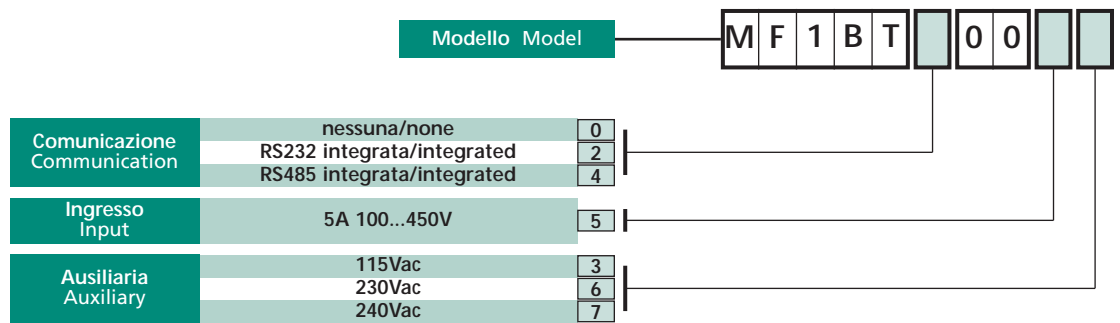 Modello Model
M F 1 B T 0 0
Comunicazione
Communication
nessuna/none 0
RS232 integrata/integrated 2
RS485 integrata/integrated 4
Ingresso
Input
5A 100...450V 5
Ausiliaria
Auxiliary
115Vac 3
230Vac 6
240Vac 7